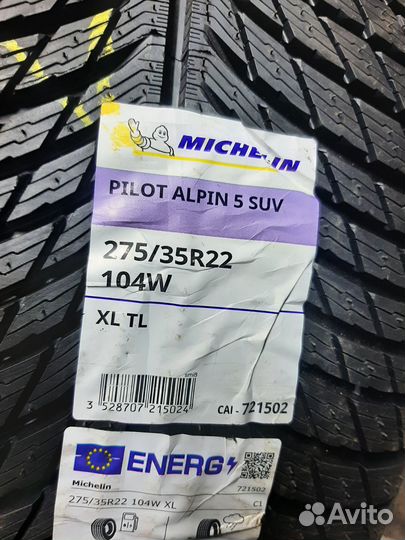 MICHELIN
PILOT ALPIN 5 SUV
275/35R22
104W
XL TL
sml8
3 528707 215024
CAI - 721502
ENERG
Michelin
721502
275/35R22 104W XL
C1
Avito